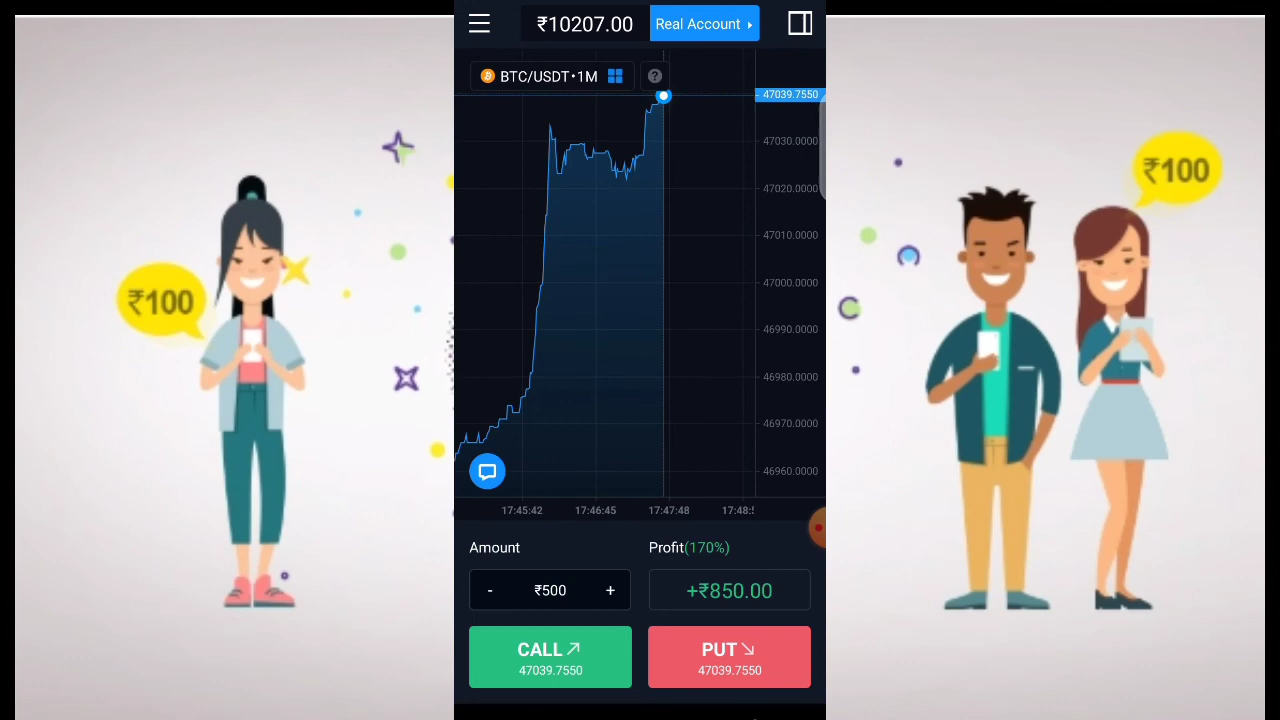 ₹10207.00 Real Account
BTC/USDT•1M ?
47039.7550
47030.0000
47020.0000
47010.0000
47000.0000
46990.0000
46980.0000
46970.0000
46960.0000
17:45:42 17:46:45 17:47:48 17:48::
Amount Profit(170%)
- ₹500 + +₹850.00
CALL PUT
47039.7550 47039.7550
₹100
₹100